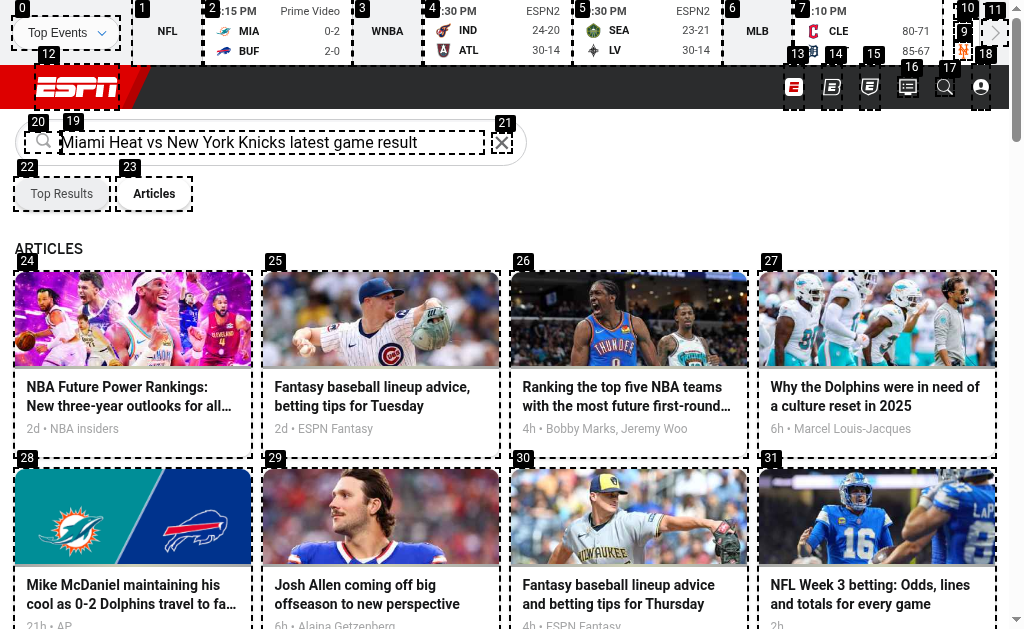 0
1
2
3
4
5
6
7
10
11
Top Events
NFL
:15 PM
Prime Video
MIA
0-2
BUF
2-0
WNBA
:30 PM
ESPN2
IND
24-20
ATL
30-14
:30 PM
ESPN2
SEA
23-21
LV
30-14
MLB
:10 PM
CLE
80-71
85-67
9
12
13
14
15
16
17
18
ESPN
20
19
21
Miami Heat vs New York Knicks latest game result
22
23
Top Results
Articles
ARTICLES
24
25
26
27
NBA Future Power Rankings:
New three-year outlooks for all…
2d • NBA insiders
Fantasy baseball lineup advice,
betting tips for Tuesday
2d • ESPN Fantasy
THUNDER
Ranking the top five NBA teams
with the most future first-round…
4h • Bobby Marks, Jeremy Woo
Why the Dolphins were in need of
a culture reset in 2025
6h • Marcel Louis-Jacques
28
29
30
31
Mike McDaniel maintaining his
cool as 0-2 Dolphins travel to fa…
21h • AP
Josh Allen coming off big
offseason to new perspective
6h • Alaina Getzenberg
MILWAUKEE
Fantasy baseball lineup advice
and betting tips for Thursday
4h • ESPN Fantasy
16
NFL Week 3 betting: Odds, lines
and totals for every game
2h